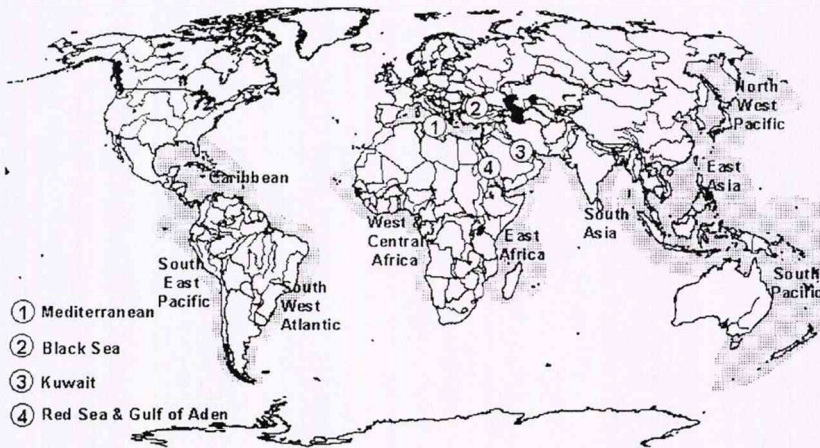 North
West
Pacific
① ②
③
④
Caribbean
East
Asia
West
Central
Africa
East
Africa
South
Asia
South
East
Pacific
South
West
Atlantic
South
Pacific
① Mediterranean
② Black Sea
③ Kuwait
④ Red Sea & Gulf of Aden